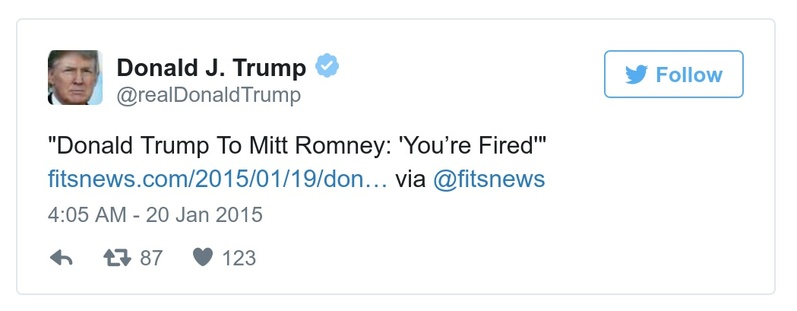 Donald J. Trump
@realDonaldTrump
Follow
"Donald Trump To Mitt Romney: 'You’re Fired'"
fitsnews.com/2015/01/19/don… via @fitsnews
4:05 AM - 20 Jan 2015
87 123